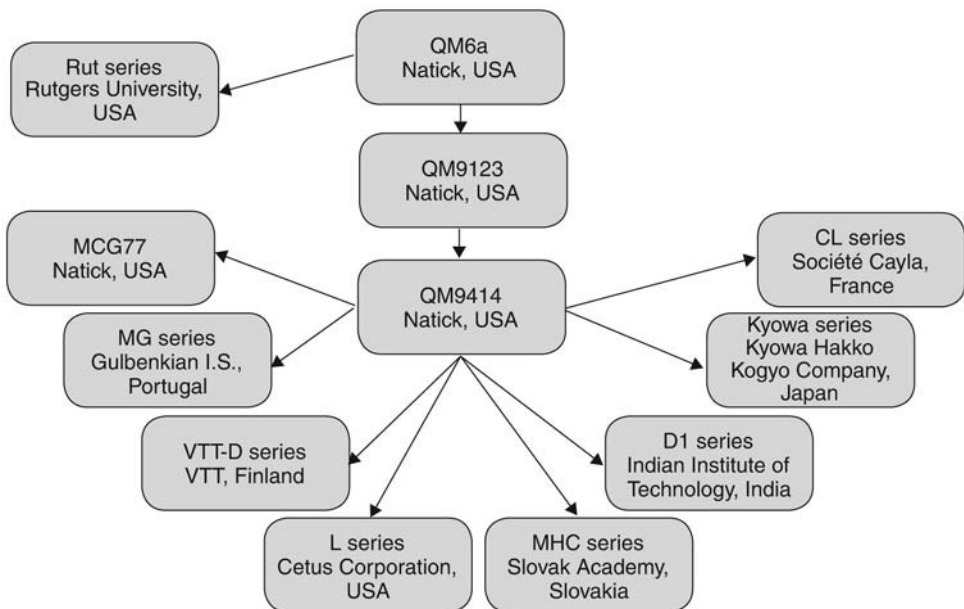 QM6a
Natick, USA
Rut series
Rutgers University,
USA
QM9123
Natick, USA
MCG77
Natick, USA
QM9414
Natick, USA
CL series
Société Cayla,
France
MG series
Gulbenkian I.S.,
Portugal
Kyowa series
Kyowa Hakko
Kogyo Company,
Japan
VTT-D series
VTT, Finland
D1 series
Indian Institute of
Technology, India
L series
Cetus Corporation,
USA
MHC series
Slovak Academy,
Slovakia